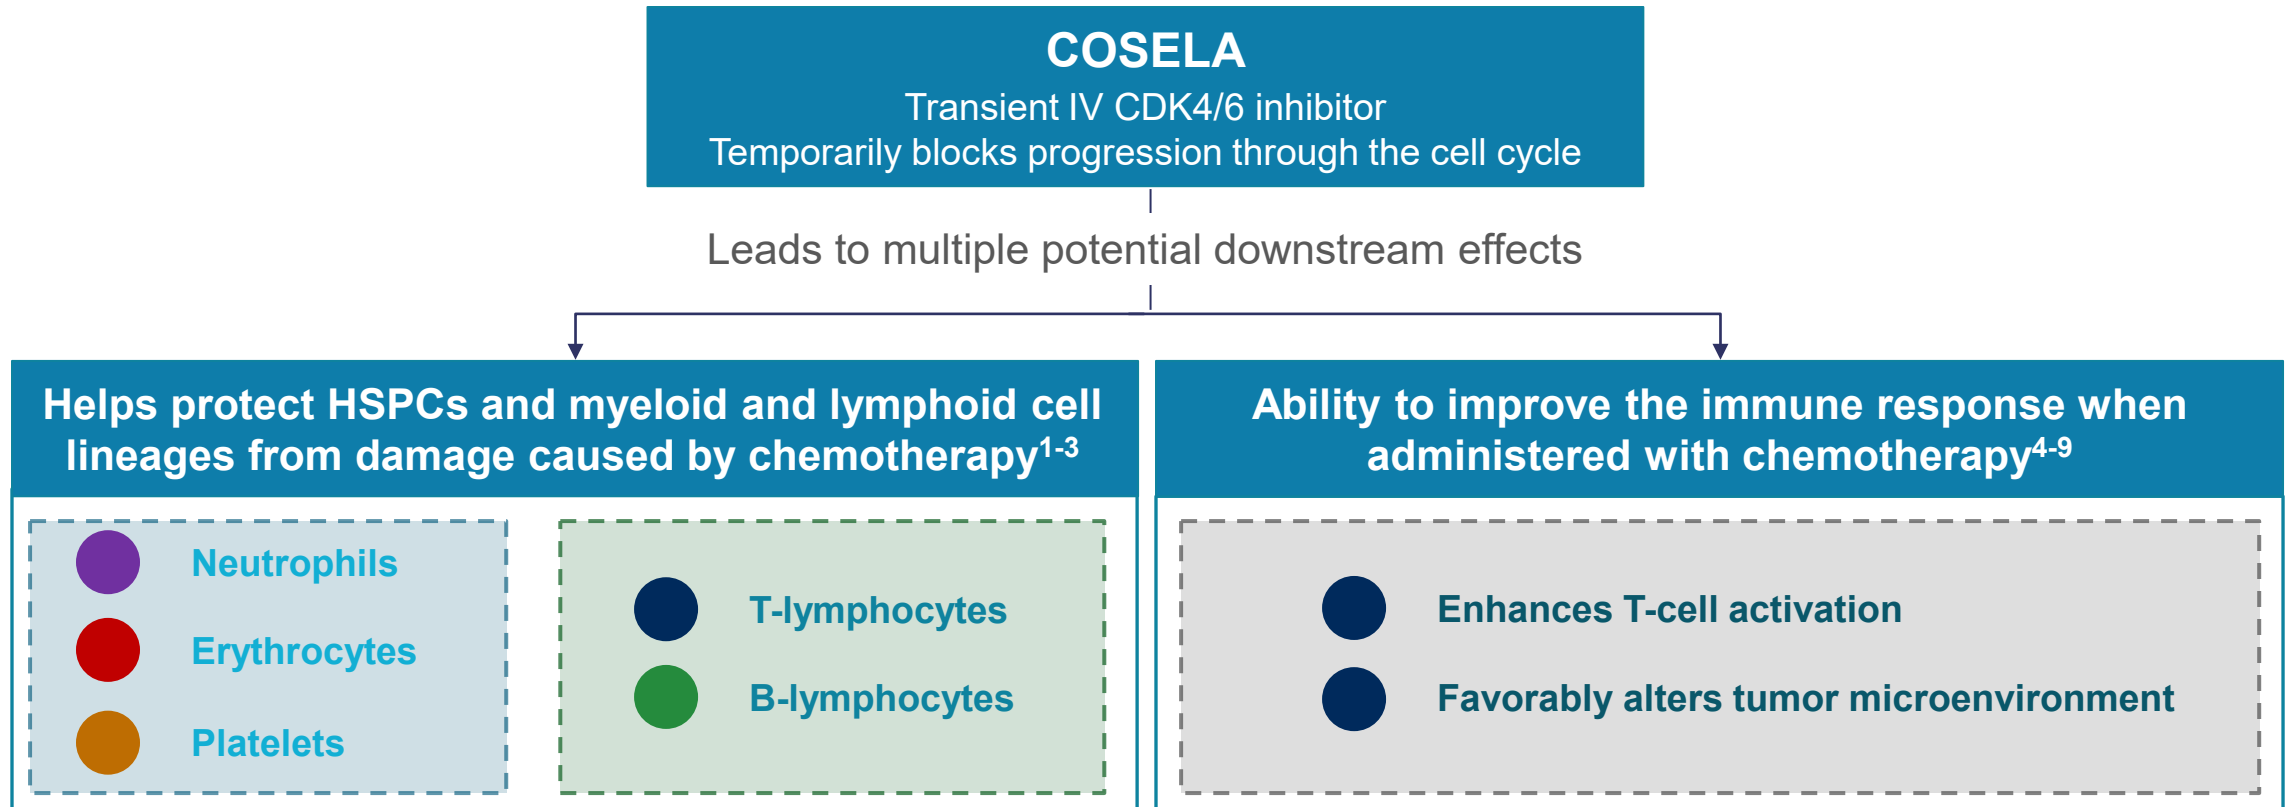 COSELA
Transient IV CDK4/6 inhibitor
Temporarily blocks progression through the cell cycle
Leads to multiple potential downstream effects
Helps protect HSPCs and myeloid and lymphoid cell
lineages from damage caused by chemotherapy1-3
Neutrophils
Erythrocytes
Platelets
T-lymphocytes
B-lymphocytes
Ability to improve the immune response when
administered with chemotherapy4-9
Enhances T-cell activation
Favorably alters tumor microenvironment